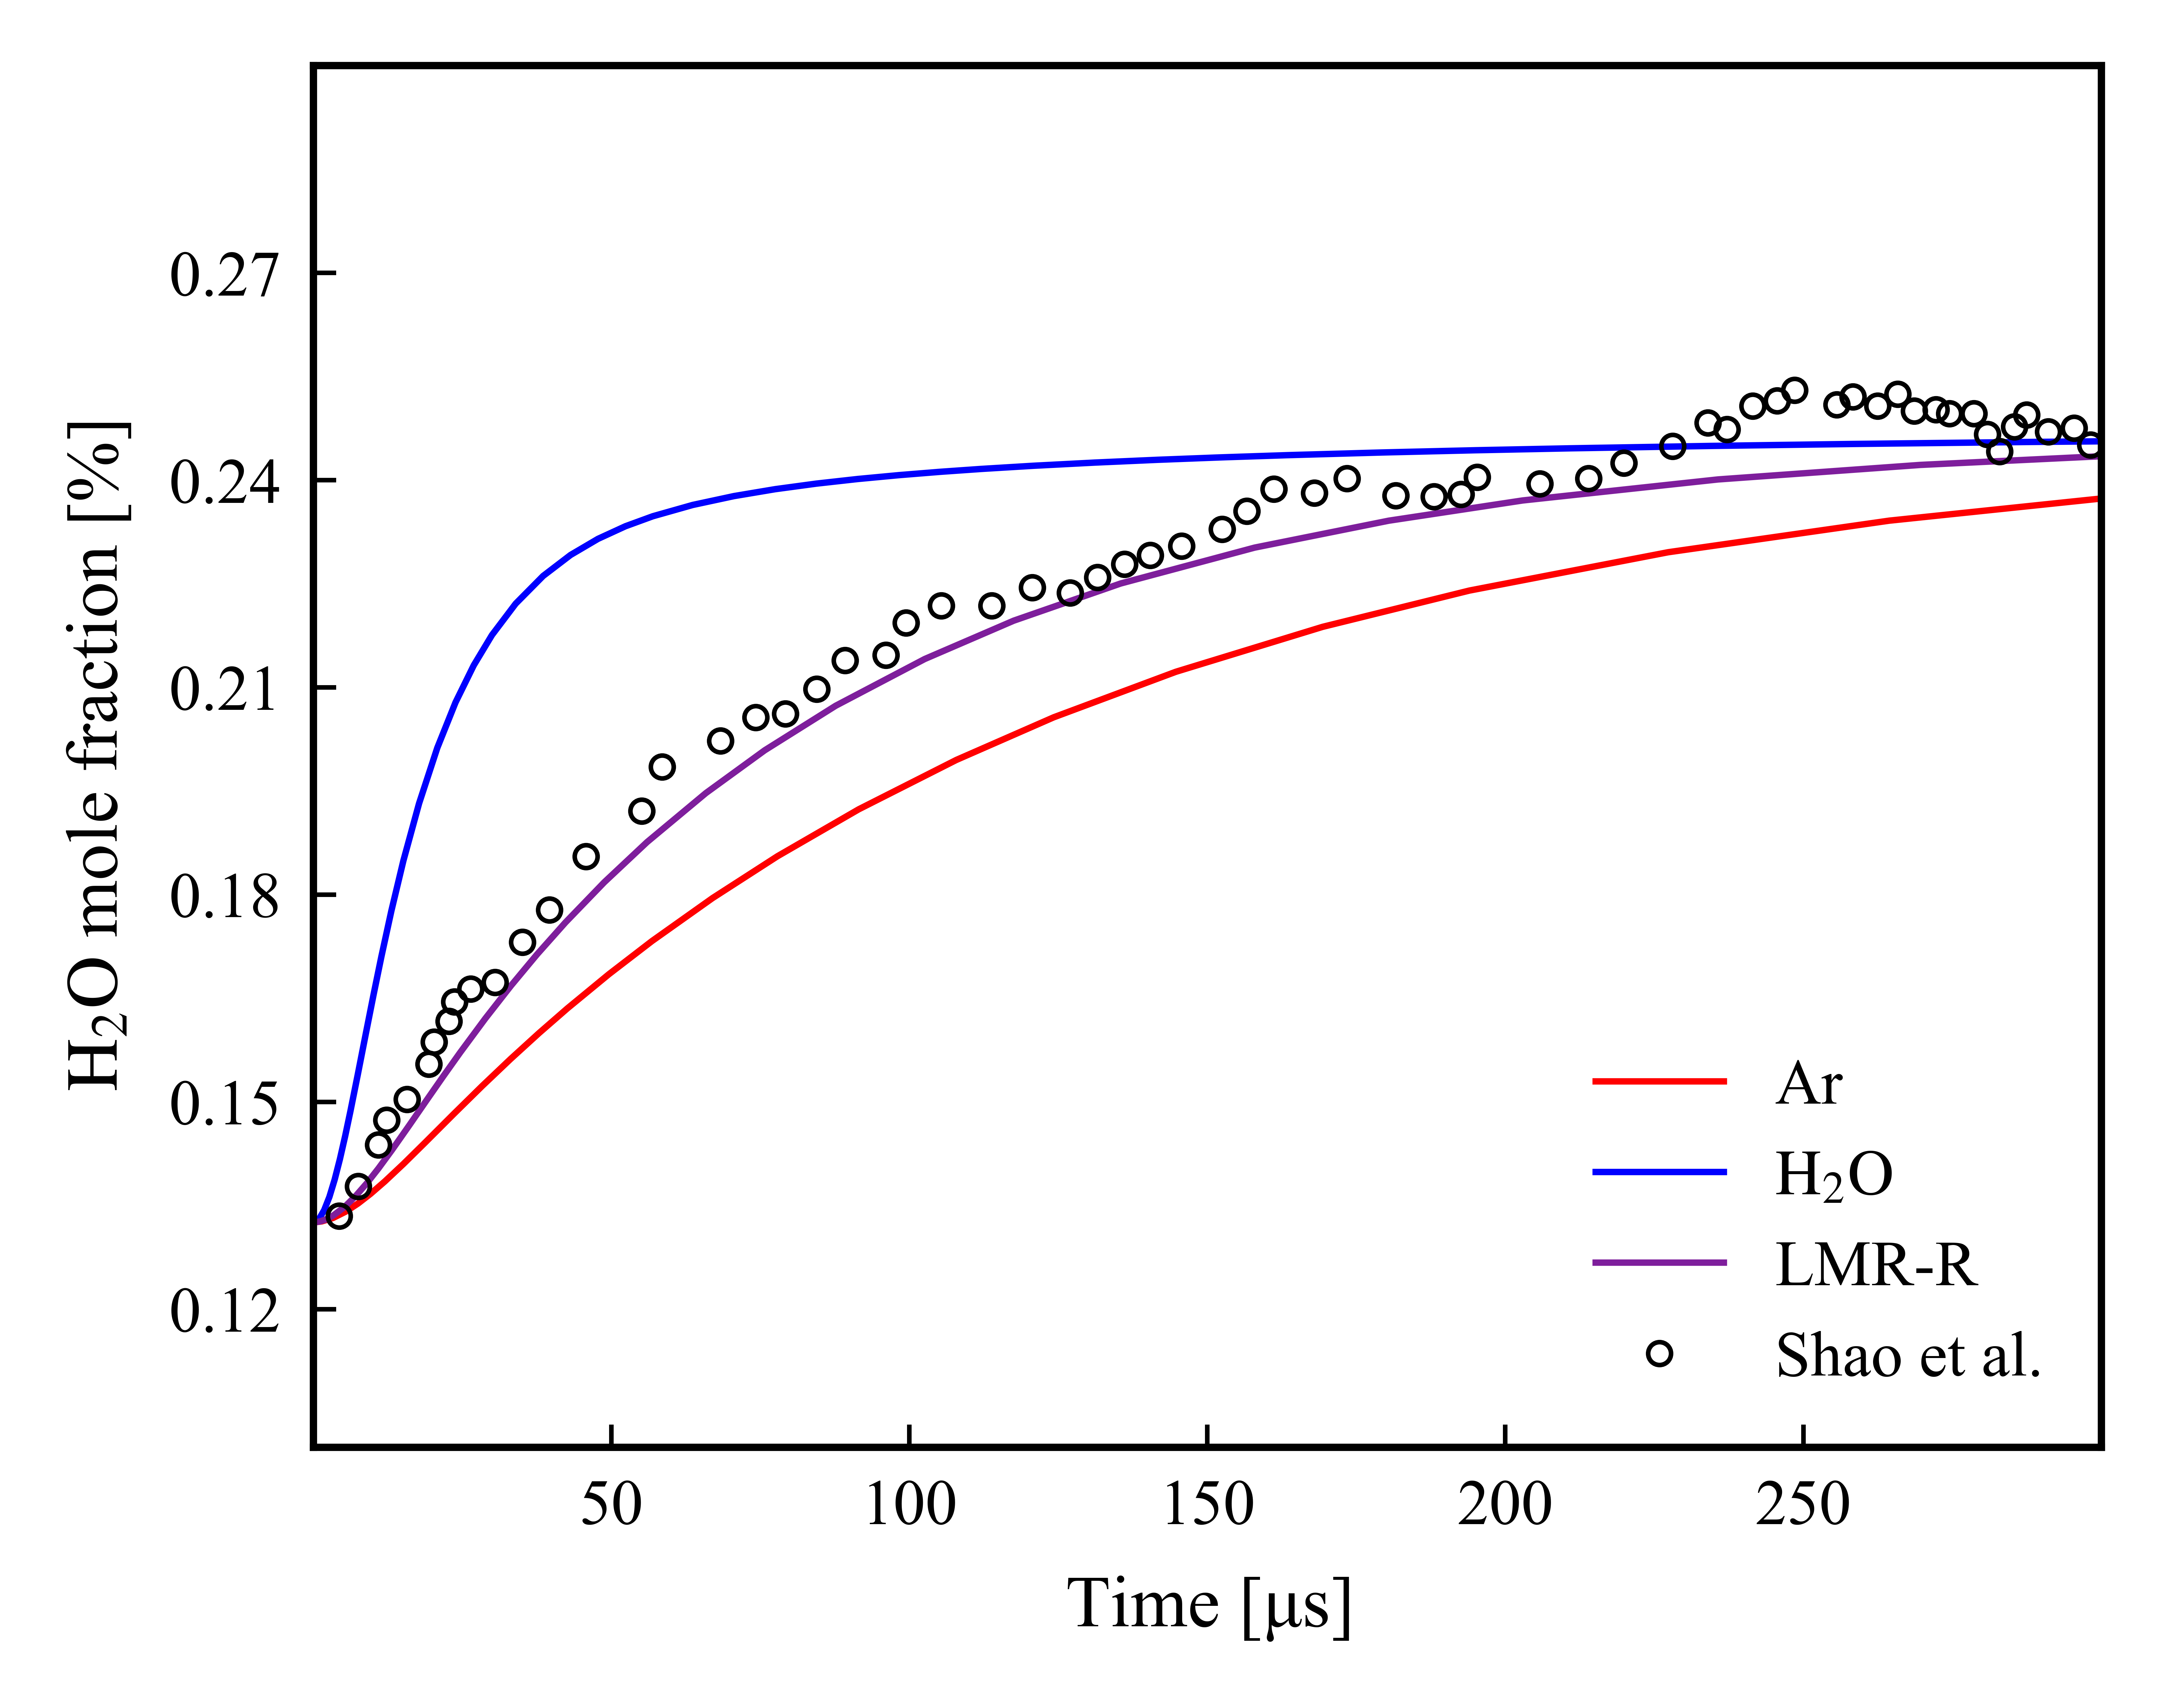 H₂O mole fraction [%]
0.27
0.24
0.21
0.18
0.15
0.12
Ar
H₂O
LMR-R
Shao et al.
50 100 150 200 250
Time [μs]